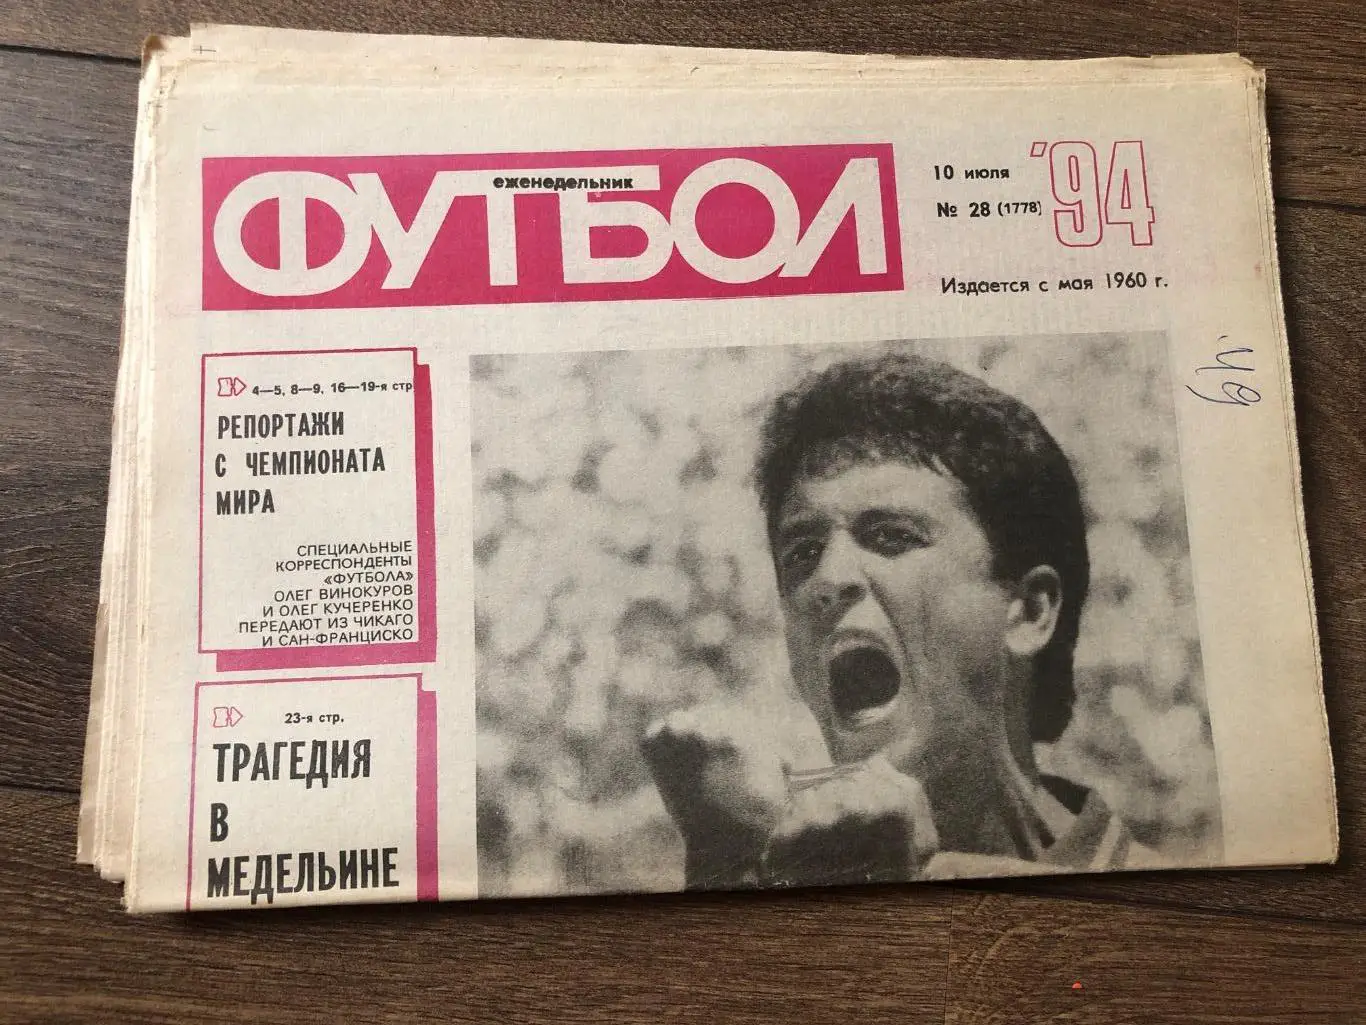 еженедельник
ФУТБОЛ
10 июля
№ 28 (1778)
'94
Издается с мая 1960 г.
4—5, 8—9, 16—19-я стр.
РЕПОРТАЖИ
С ЧЕМПИОНАТА
МИРА
СПЕЦИАЛЬНЫЕ
КОРРЕСПОНДЕНТЫ
«ФУТБОЛА»
ОЛЕГ ВИНОКУРОВ
И ОЛЕГ КУЧЕРЕНКО
ПЕРЕДАЮТ ИЗ ЧИКАГО
И САН-ФРАНЦИСКО
23-я стр.
ТРАГЕДИЯ
В
МЕДЕЛЬИНЕ